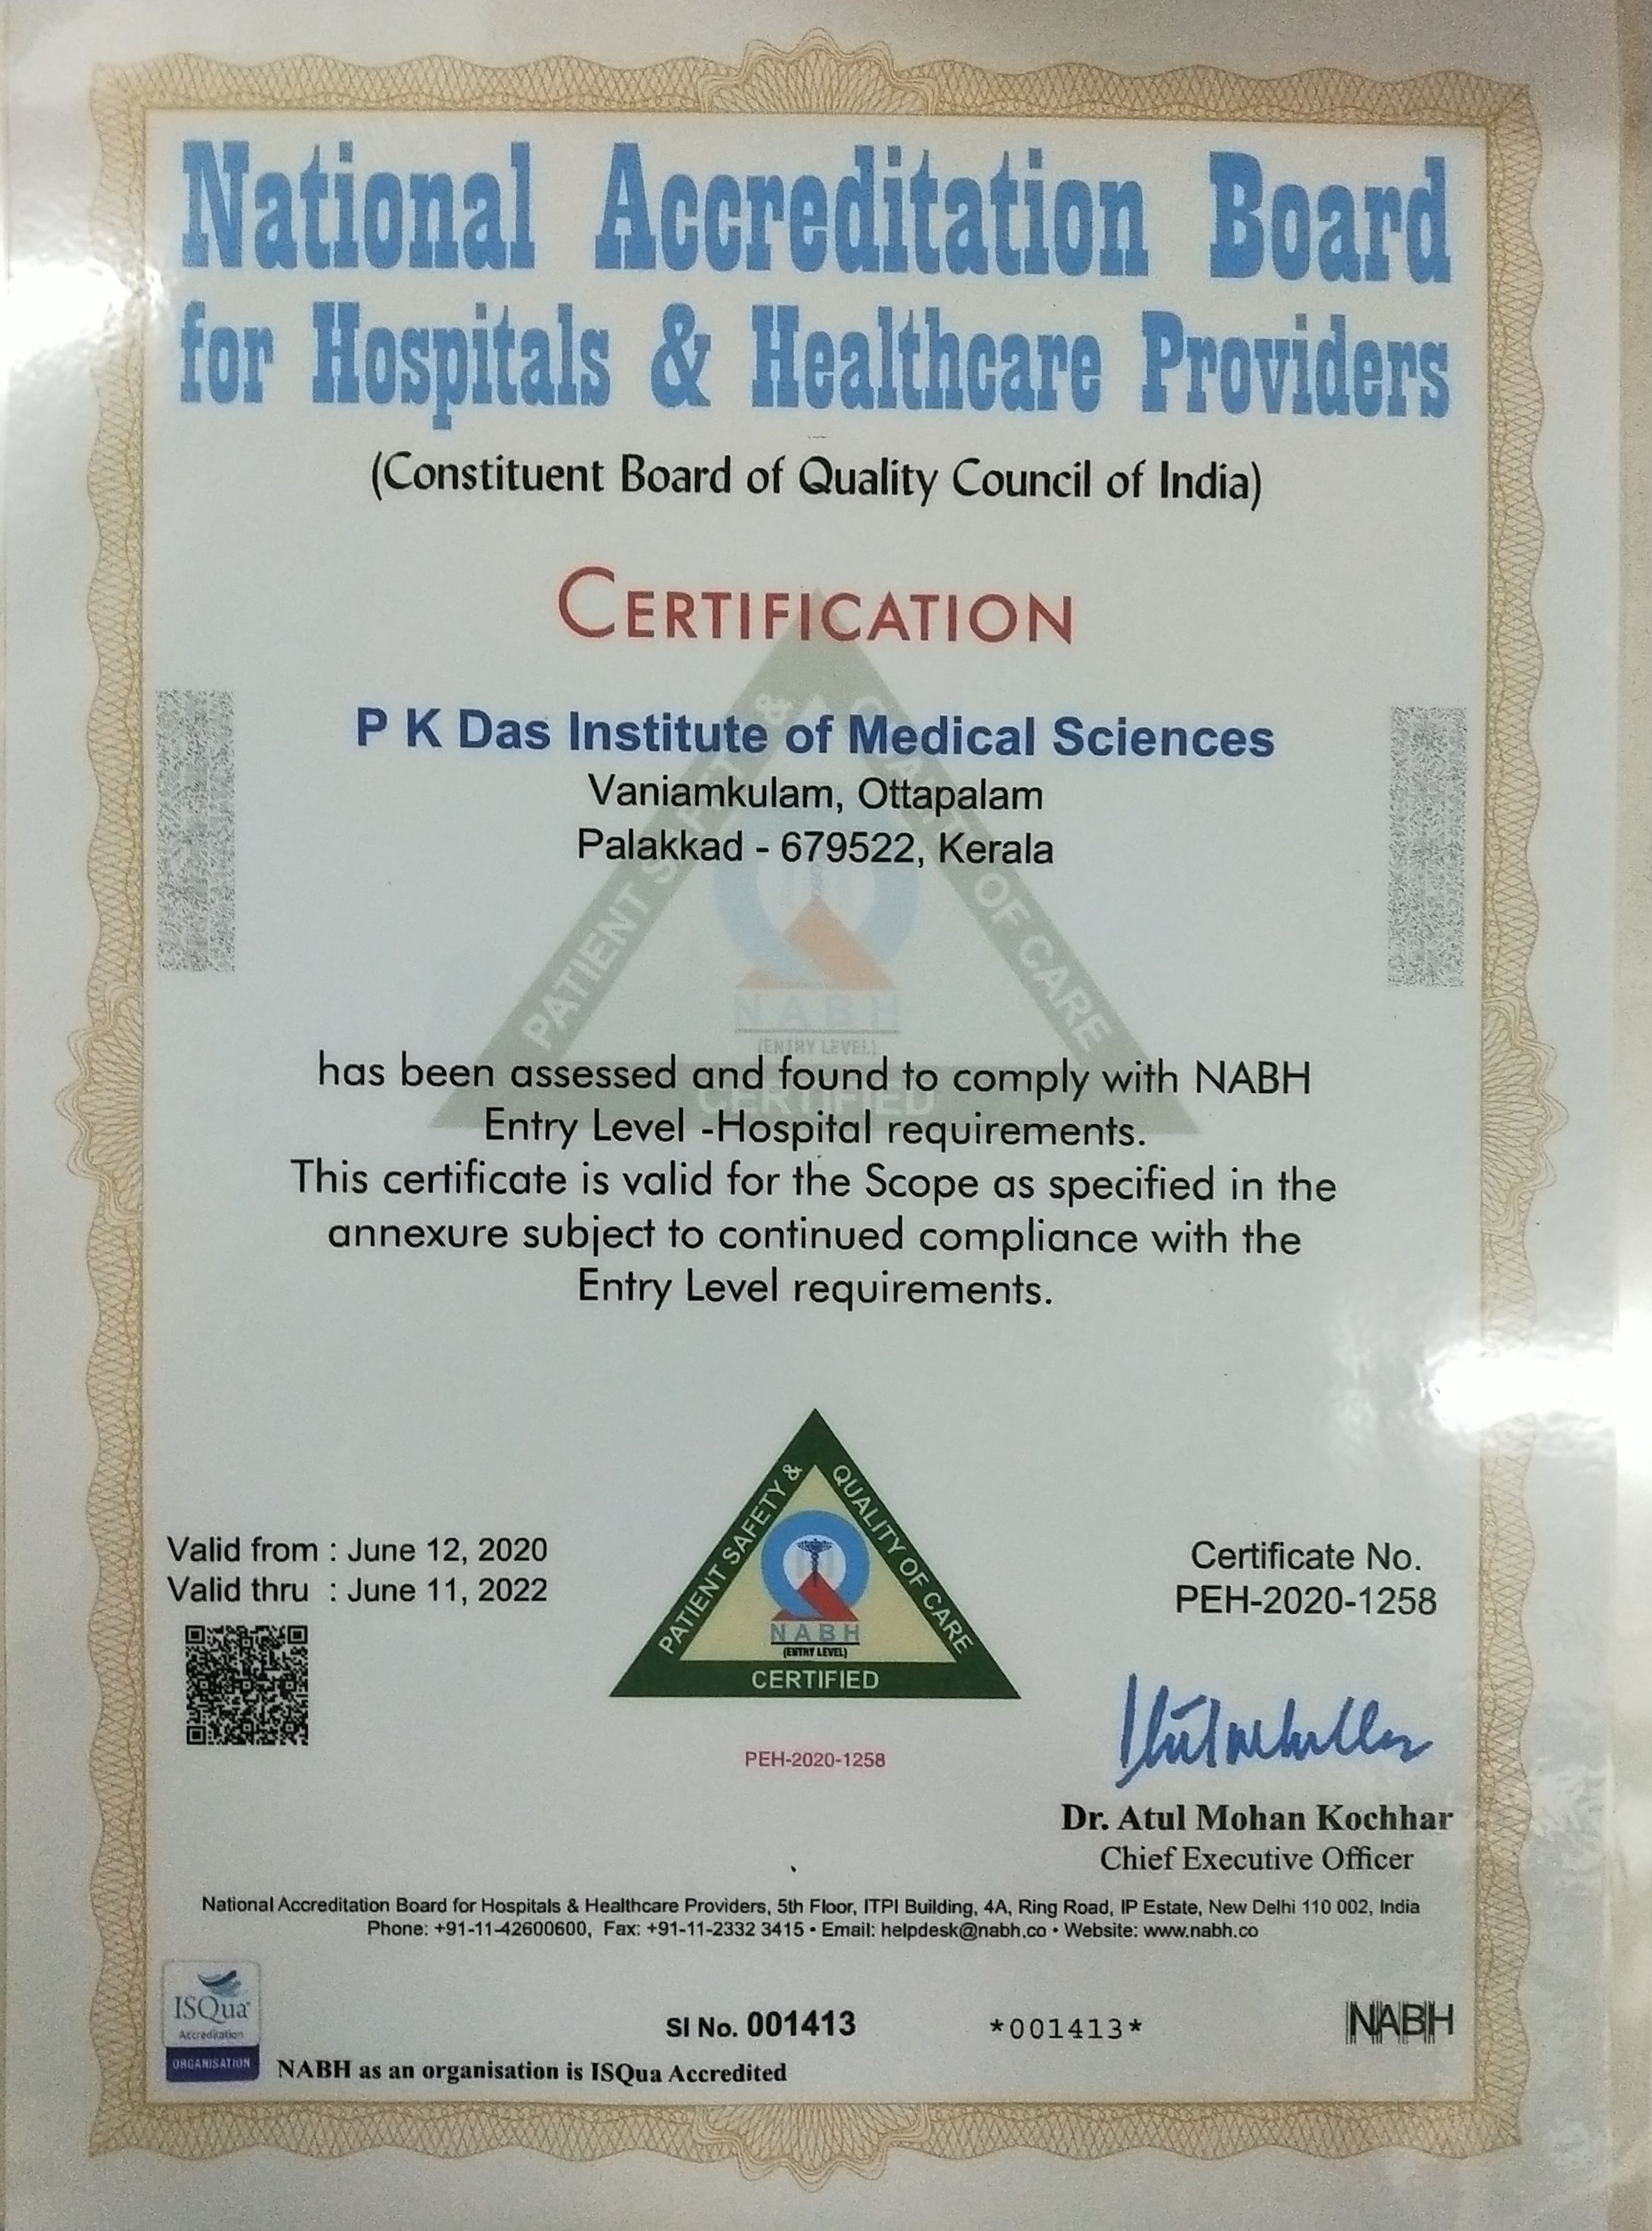 National Accreditation Board
for Hospitals & Healthcare Providers
(Constituent Board of Quality Council of India)
CERTIFICATION
P K Das Institute of Medical Sciences
Vaniamkulam, Ottapalam
Palakkad - 679522, Kerala
PATIENT SAFETY & QUALITY OF CARE
NABH
(ENTRY LEVEL)
CERTIFIED
has been assessed and found to comply with NABH
Entry Level -Hospital requirements.
This certificate is valid for the Scope as specified in the
annexure subject to continued compliance with the
Entry Level requirements.
Valid from : June 12, 2020
Valid thru : June 11, 2022
PATIENT SAFETY & QUALITY OF CARE
NABH
(ENTRY LEVEL)
CERTIFIED
PEH-2020-1258
Certificate No.
PEH-2020-1258
Dr. Atul Mohan Kochhar
Chief Executive Officer
National Accreditation Board for Hospitals & Healthcare Providers, 5th Floor, ITPI Building, 4A, Ring Road, IP Estate, New Delhi 110 002, India
Phone: +91-11-42600600, Fax: +91-11-2332 3415 • Email: helpdesk@nabh.co • Website: www.nabh.co
ISQua
Accreditation
ORGANISATION
SI No. 001413
*001413*
NABH
NABH as an organisation is ISQua Accredited